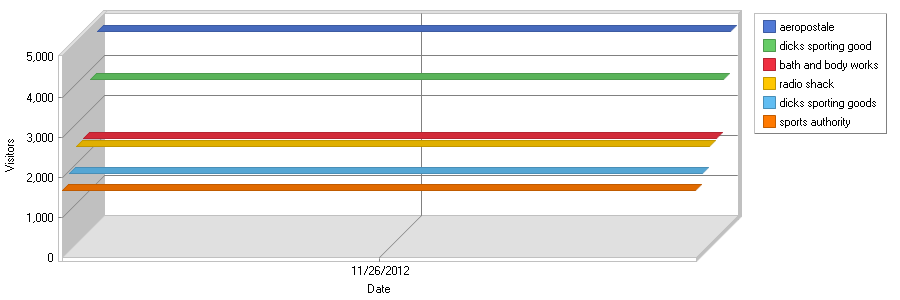 5,000
4,000
3,000
2,000
1,000
0
Visitors
11/26/2012
Date
aeropostale
dicks sporting good
bath and body works
radio shack
dicks sporting goods
sports authority